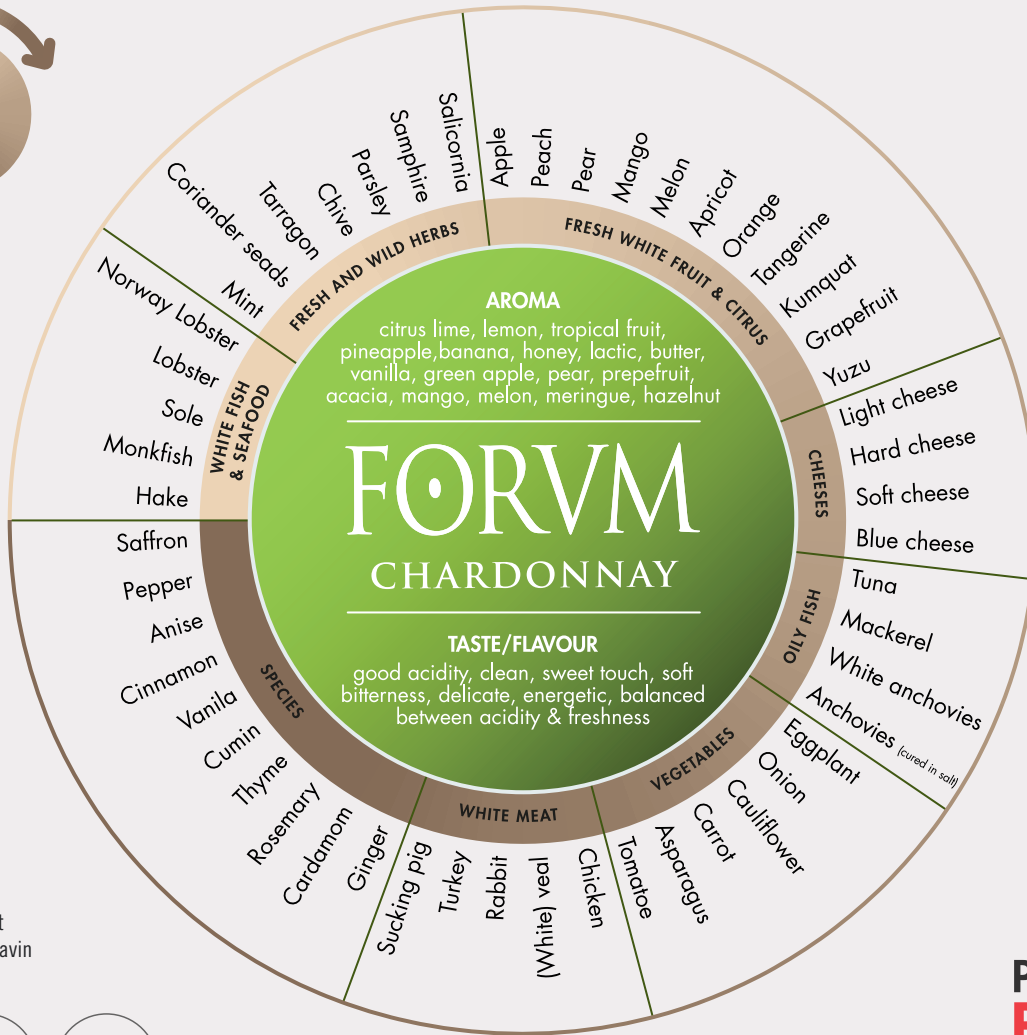 AROMA
citrus lime, lemon, tropical fruit,
pineapple,banana, honey, lactic, butter,
vanilla, green apple, pear, prepefruit,
acacia, mango, melon, meringue, hazelnut
FORVM
CHARDONNAY
TASTE/FLAVOUR
good acidity, clean, sweet touch, soft
bitterness, delicate, energetic, balanced
between acidity & freshness
FRESH WHITE FRUIT & CITRUS
Apple
Peach
Pear
Mango
Melon
Apricot
Orange
Tangerine
Kumquat
Grapefruit
Yuzu
CHEESES
Light cheese
Hard cheese
Soft cheese
Blue cheese
OILY FISH
Tuna
Mackerel
White anchovies
Anchovies (cured in salt)
VEGETABLES
Eggplant
Onion
Cauliflower
Carrot
Asparagus
Tomatoe
WHITE MEAT
Chicken
(White) veal
Rabbit
Turkey
Sucking pig
SPECIES
Ginger
Cardamom
Rosemary
Thyme
Cumin
Vanila
Cinnamon
Anise
Pepper
Saffron
WHITE FISH
& SEAFOOD
Hake
Monkfish
Sole
Lobster
Norway Lobster
FRESH AND WILD HERBS
Mint
Coriander seads
Tarragon
Chive
Parsley
Samphire
Salicornia
t
avin
P